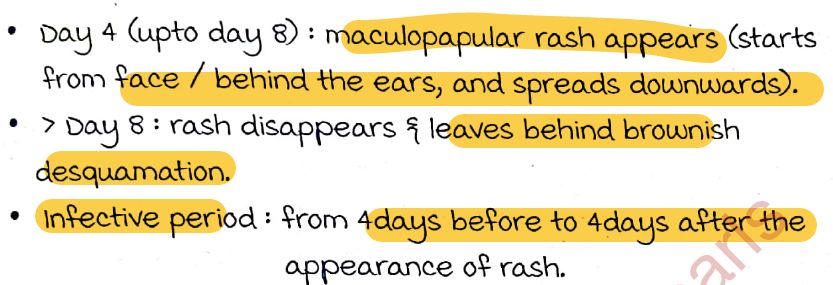 • Day 4 (upto day 8) : maculopapular rash appears (starts
from face / behind the ears, and spreads downwards).
• > Day 8 : rash disappears & leaves behind brownish
desquamation.
• Infective period : from 4days before to 4days after the
appearance of rash.